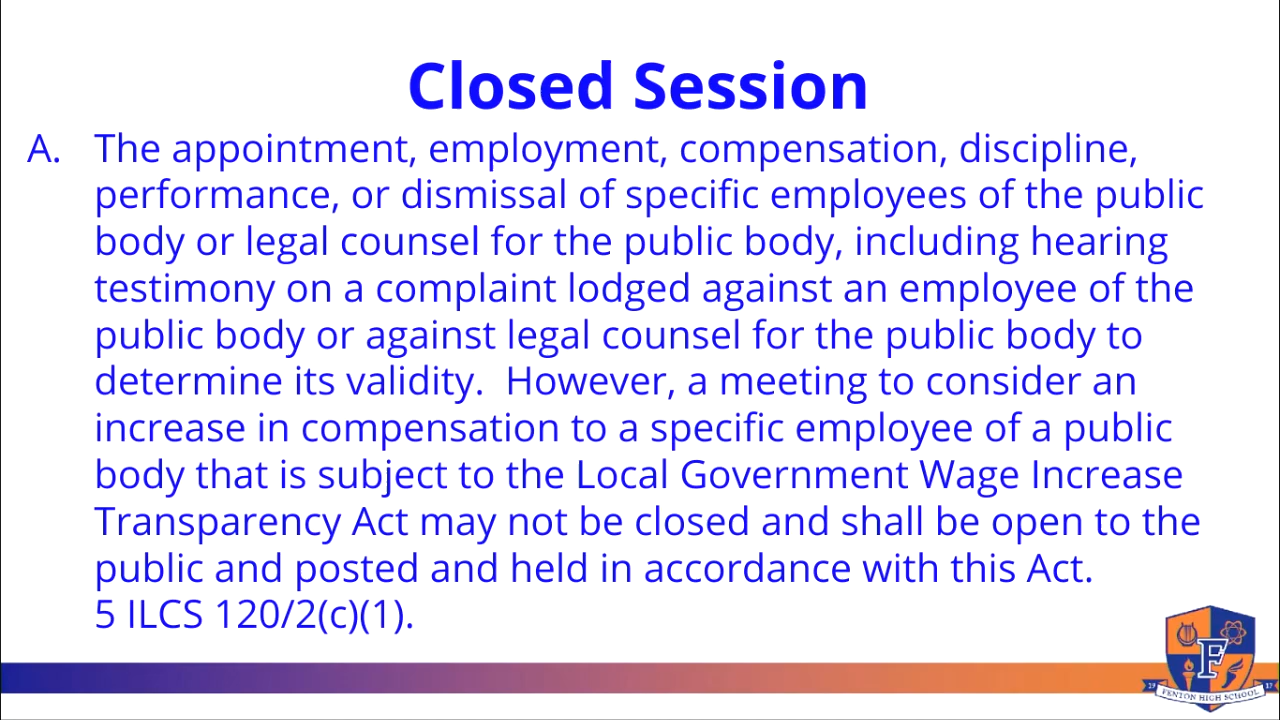 Closed Session
A. The appointment, employment, compensation, discipline,
performance, or dismissal of specific employees of the public
body or legal counsel for the public body, including hearing
testimony on a complaint lodged against an employee of the
public body or against legal counsel for the public body to
determine its validity.  However, a meeting to consider an
increase in compensation to a specific employee of a public
body that is subject to the Local Government Wage Increase
Transparency Act may not be closed and shall be open to the
public and posted and held in accordance with this Act.
5 ILCS 120/2(c)(1).
F
FENTON HIGH SCHOOL